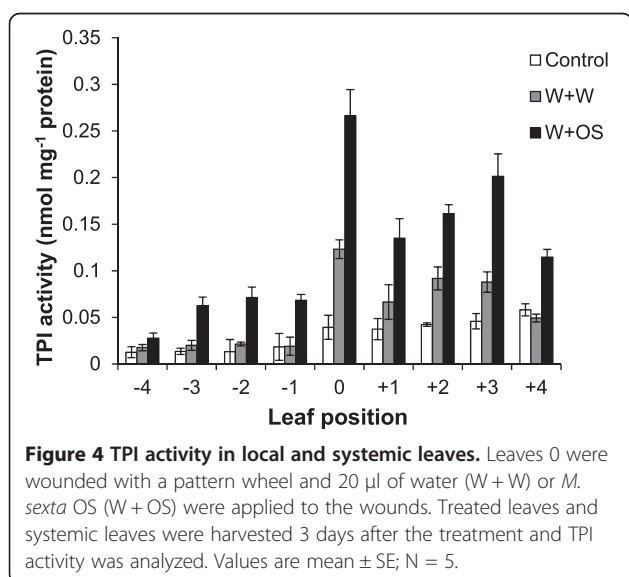 0.35
0.3
0.25
0.2
0.15
0.1
0.05
0
TPI activity (nmol mg⁻¹ protein)
Control
W+W
W+OS
-4 -3 -2 -1 0 +1 +2 +3 +4
Leaf position
Figure 4 TPI activity in local and systemic leaves. Leaves 0 were
wounded with a pattern wheel and 20 μl of water (W + W) or M.
sexta OS (W + OS) were applied to the wounds. Treated leaves and
systemic leaves were harvested 3 days after the treatment and TPI
activity was analyzed. Values are mean ± SE; N = 5.